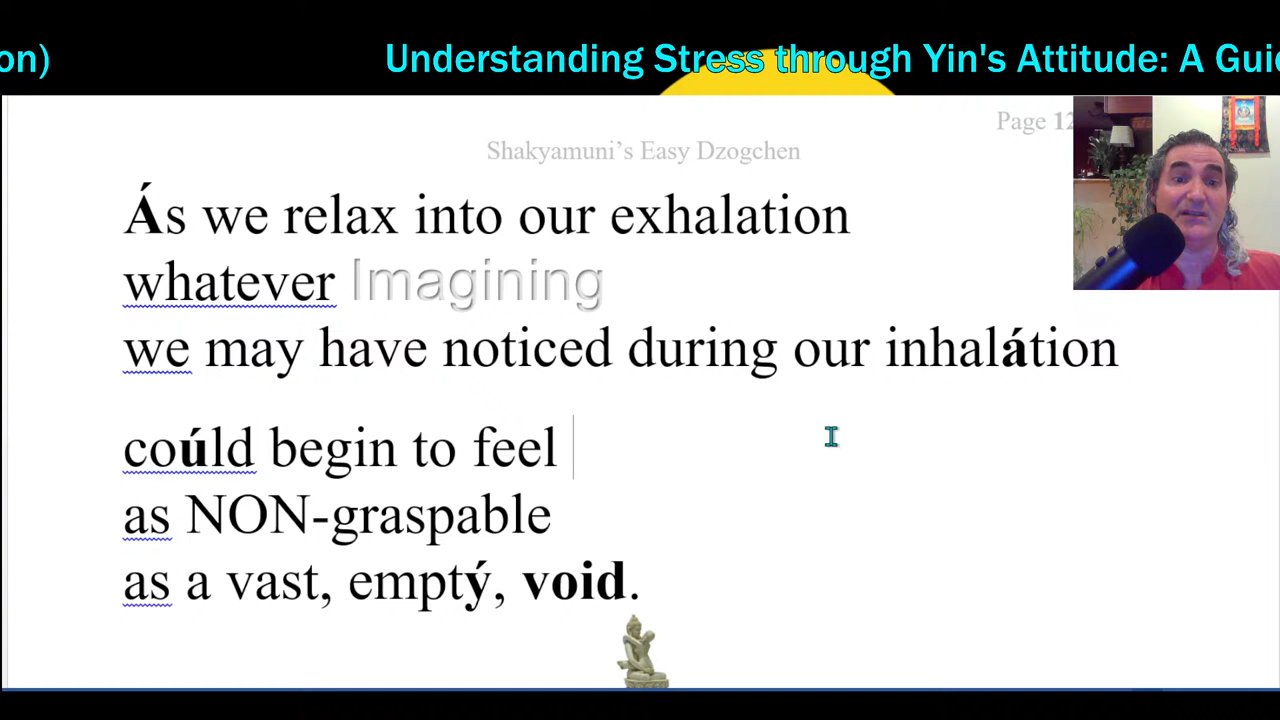 on)
Understanding Stress through Yin's Attitude: A Gui
Page 12
Shakyamuni's Easy Dzogchen
Ás we relax into our exhalation
whatever Imagining
we may have noticed during our inhalátion
coúld begin to feel
as NON-graspable
as a vast, emptý, void.